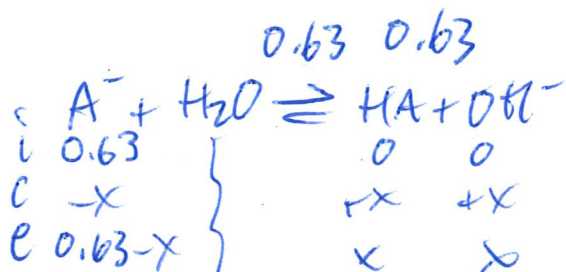 0.63 0.63
A⁻ + H₂O ⇌ HA + OH⁻
i 0.63 0 0
c -x +x +x
e 0.63-x x x